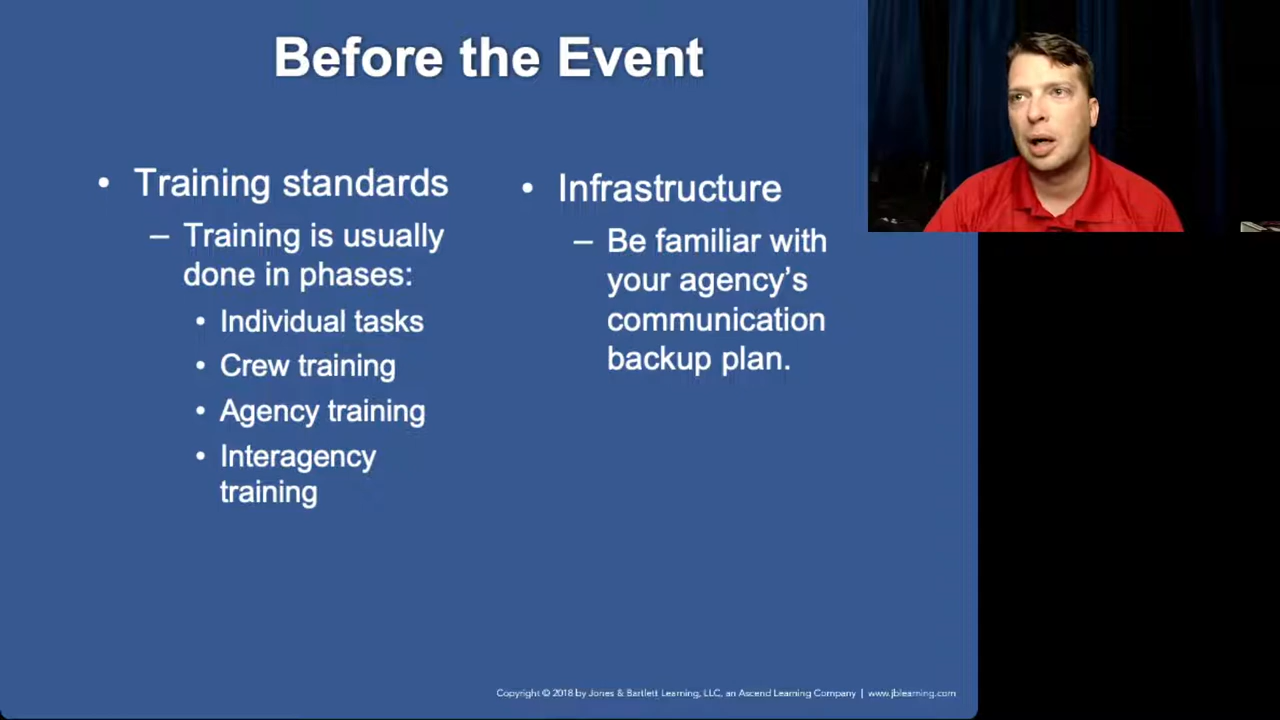 Before the Event
• Training standards
– Training is usually
done in phases:
• Individual tasks
• Crew training
• Agency training
• Interagency
training
• Infrastructure
– Be familiar with
your agency’s
communication
backup plan.
Copyright © 2018 by Jones & Bartlett Learning, LLC, an Ascend Learning Company | www.jblearning.com